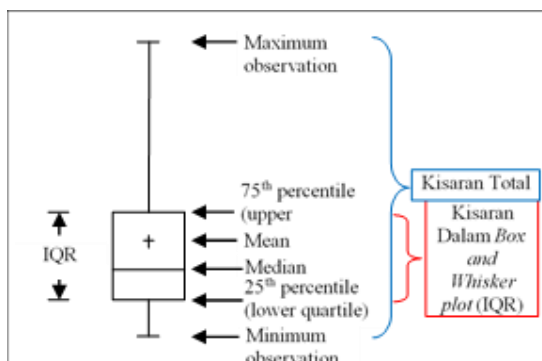 Maximum
observation
75th percentile
(upper
Mean
Median
25th percentile
(lower quartile)
Minimum
observation
IQR
Kisaran Total
Kisaran
Dalam Box
and
Whisker
plot (IQR)